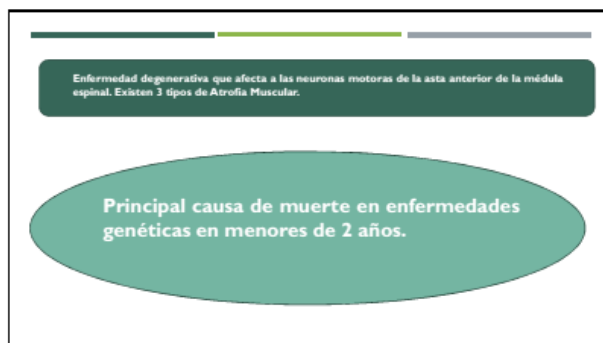 Enfermedad degenerativa que afecta a las neuronas motoras de la asta anterior de la médula
espinal. Existen 3 tipos de Atrofia Muscular.
Principal causa de muerte en enfermedades
genéticas en menores de 2 años.